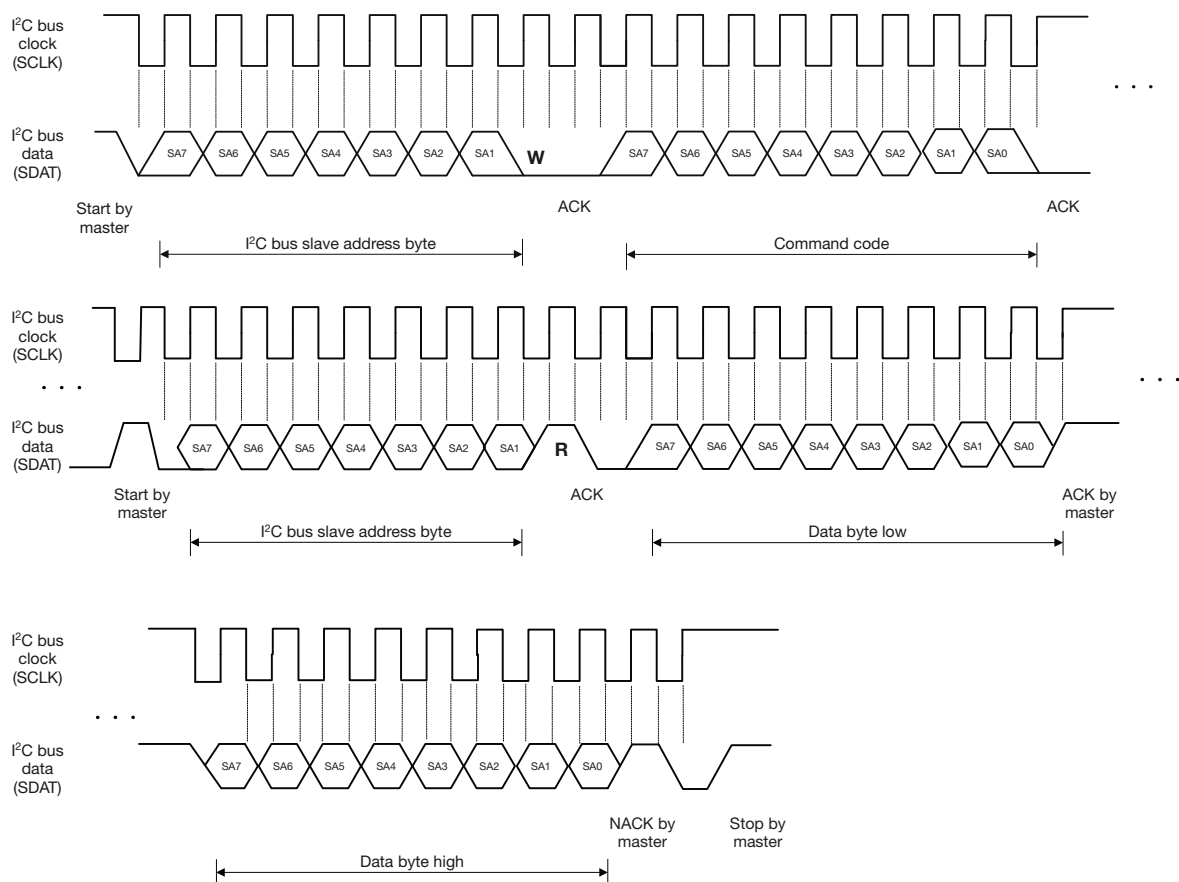 I²C bus
clock
(SCLK)
. . .
I²C bus
data
(SDAT)
SA7 SA6 SA5 SA4 SA3 SA2 SA1 W SA7 SA6 SA5 SA4 SA3 SA2 SA1 SA0
Start by
master
ACK
ACK
I²C bus slave address byte
Command code
I²C bus
clock
(SCLK)
. . .
. . .
I²C bus
data
(SDAT)
SA7 SA6 SA5 SA4 SA3 SA2 SA1 R SA7 SA6 SA5 SA4 SA3 SA2 SA1 SA0
Start by
master
ACK
ACK by
master
I²C bus slave address byte
Data byte low
I²C bus
clock
(SCLK)
. . .
I²C bus
data
(SDAT)
SA7 SA6 SA5 SA4 SA3 SA2 SA1 SA0
NACK by
master
Stop by
master
Data byte high